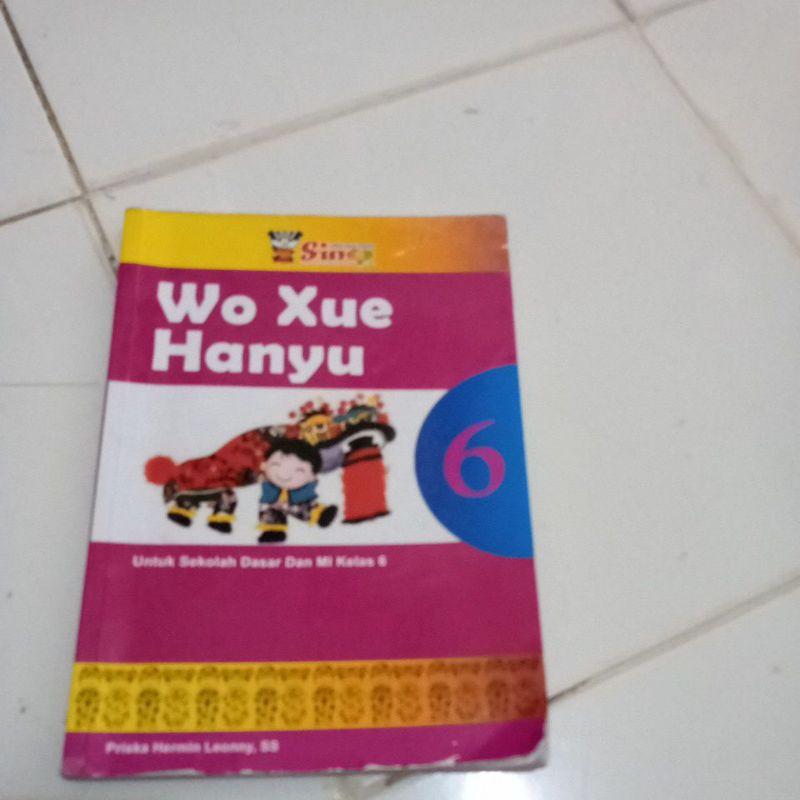 Sino
Wo Xue
Hanyu
6
Untuk Sekolah Dasar Dan MI Kelas 6
Priska Hermin Leonny, SS